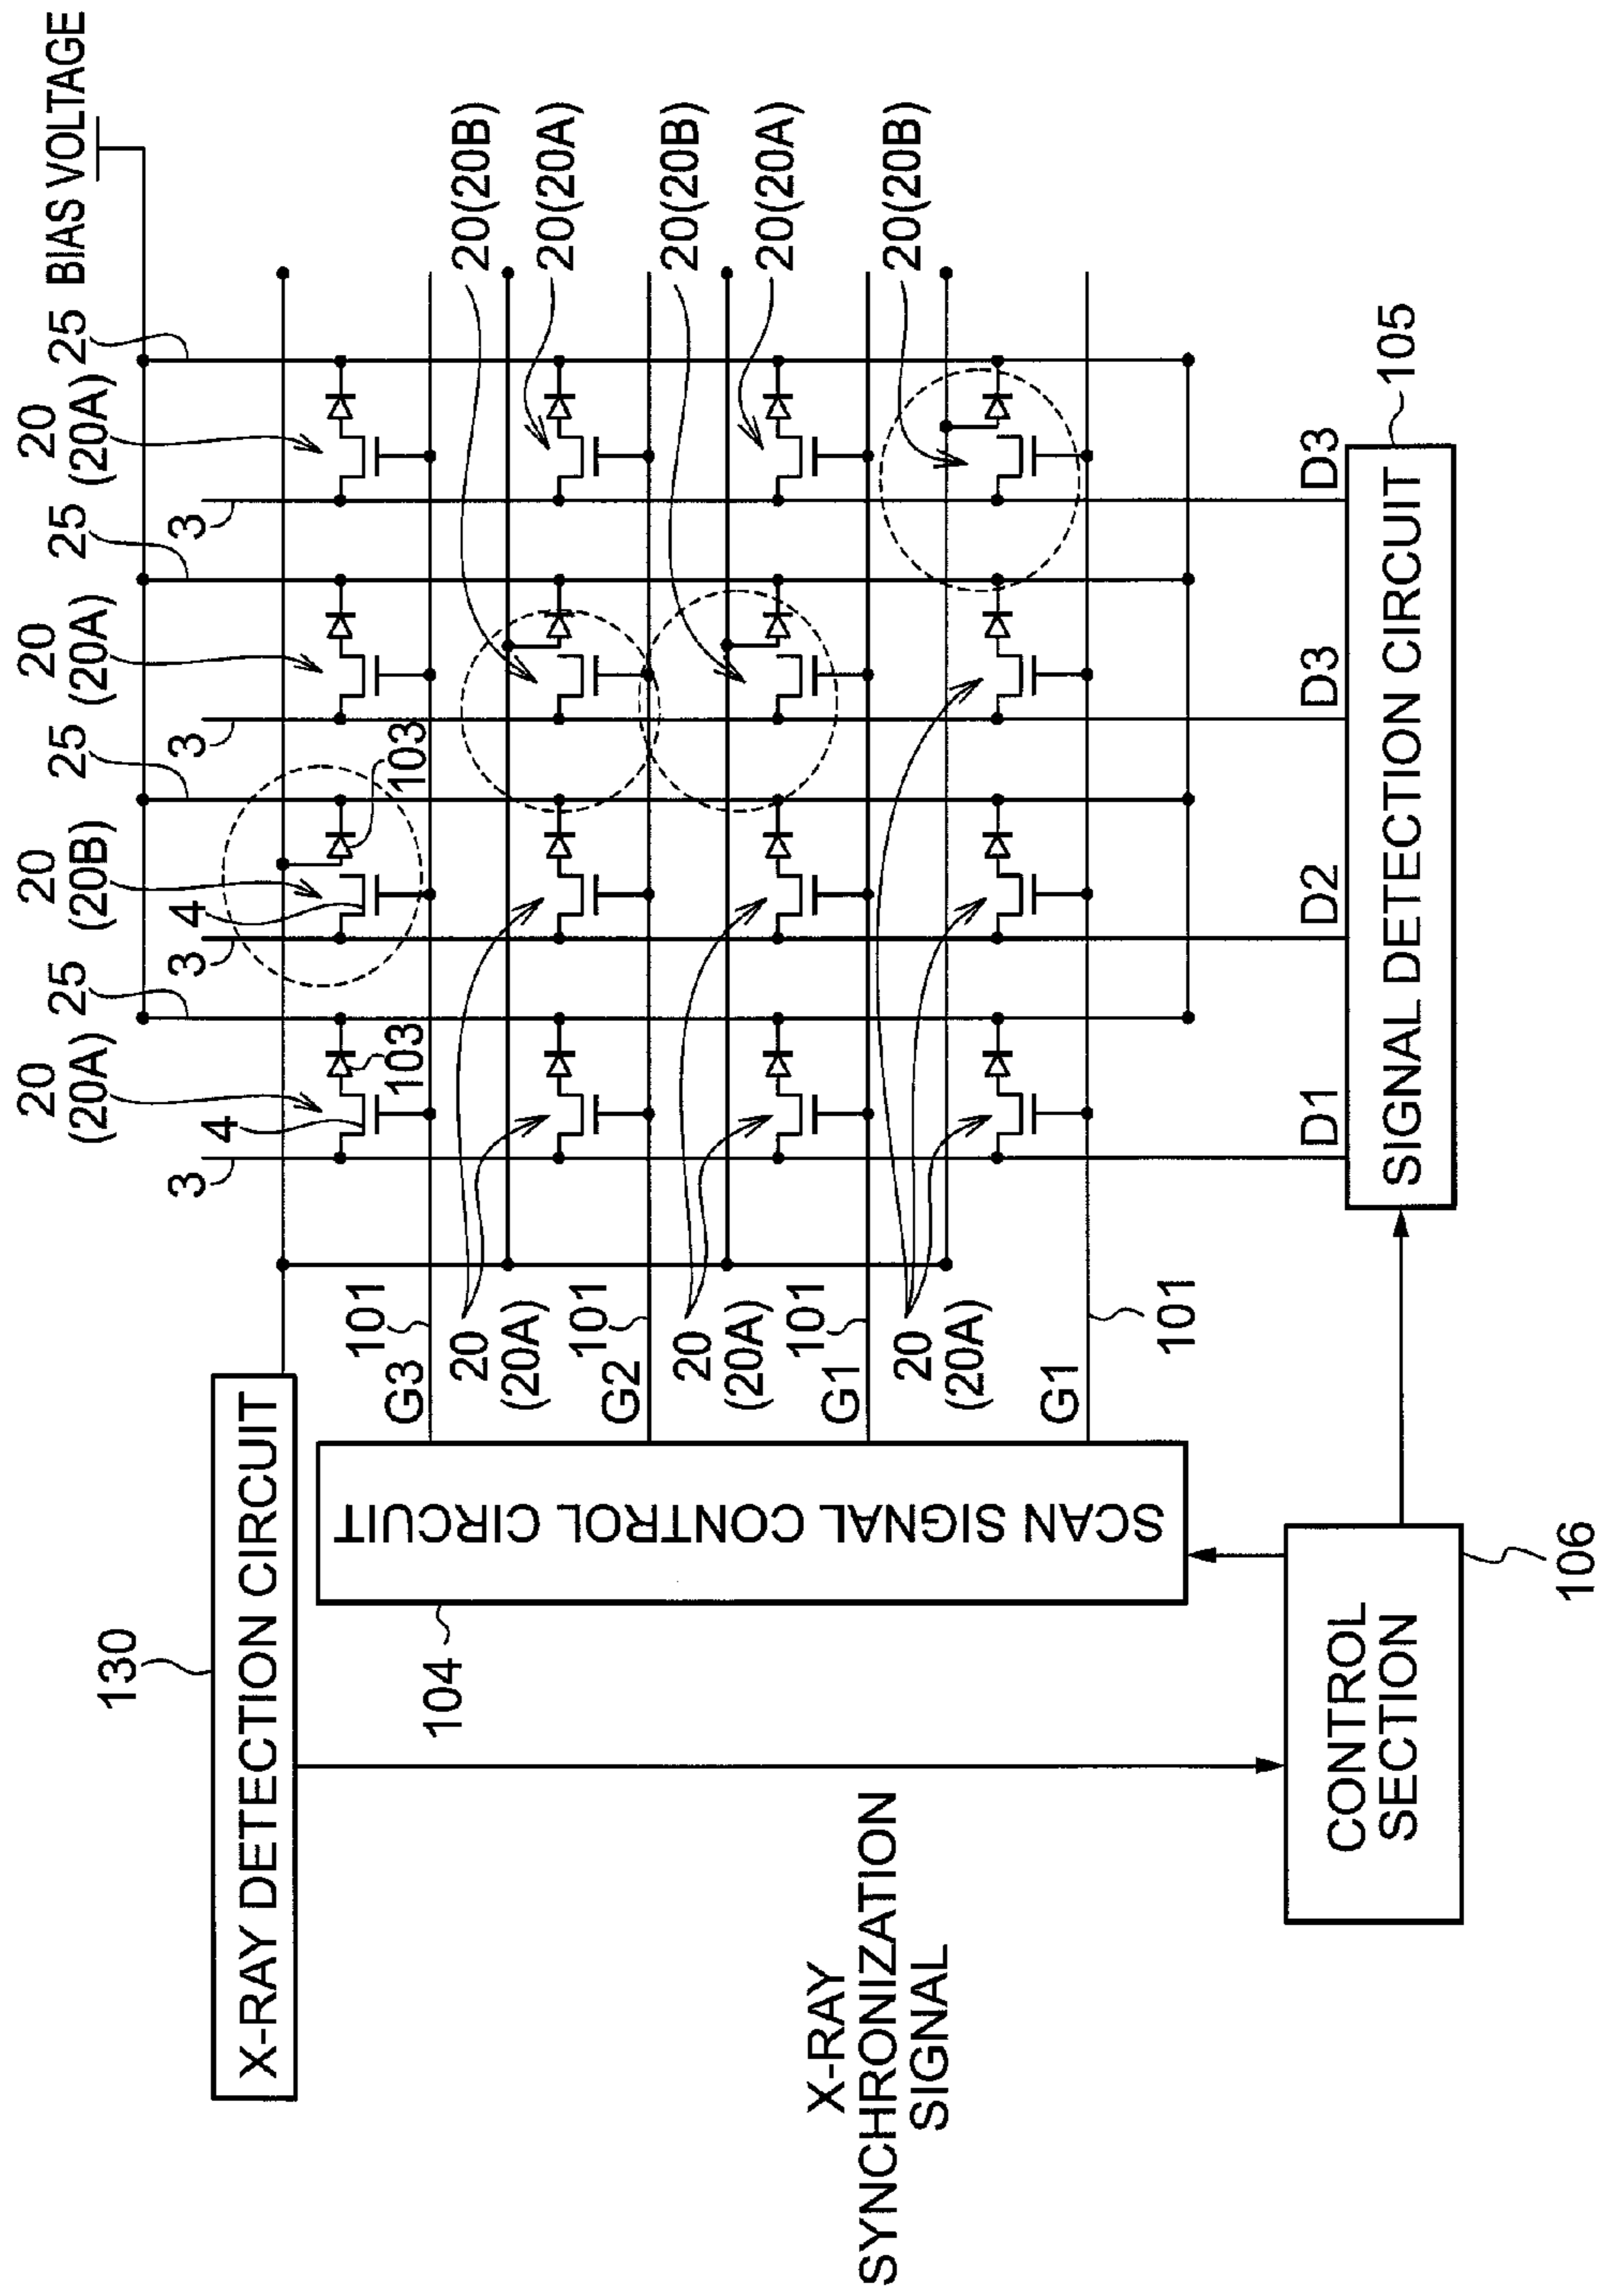 20
(20A)
25
20
(20B)
25
20
(20A)
25
20
(20A)
25
BIAS VOLTAGE
130
3
4
3
4
3
3
X-RAY DETECTION CIRCUIT
103
103
104
G3
101
20(20B)
20
(20A)
20(20A)
SCAN SIGNAL CONTROL CIRCUIT
G2
101
20(20B)
20
(20A)
20(20A)
G1
101
20(20B)
20
(20A)
G1
101
X-RAY
SYNCHRONIZATION
SIGNAL
D1
D2
D3
D3
CONTROL
SECTION
SIGNAL DETECTION CIRCUIT
105
106